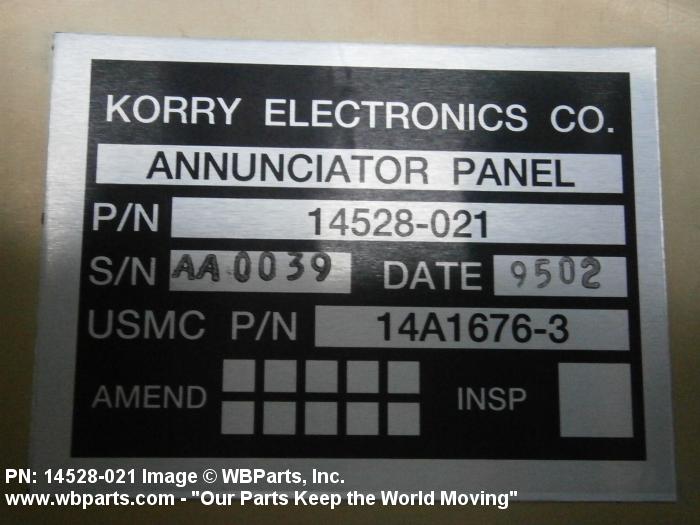 KORRY ELECTRONICS CO.
ANNUNCIATOR PANEL
P/N 14528-021
S/N AA0039 DATE 9502
USMC P/N 14A1676-3
AMEND INSP
PN: 14528-021 Image © WBParts, Inc.
www.wbparts.com - "Our Parts Keep the World Moving"